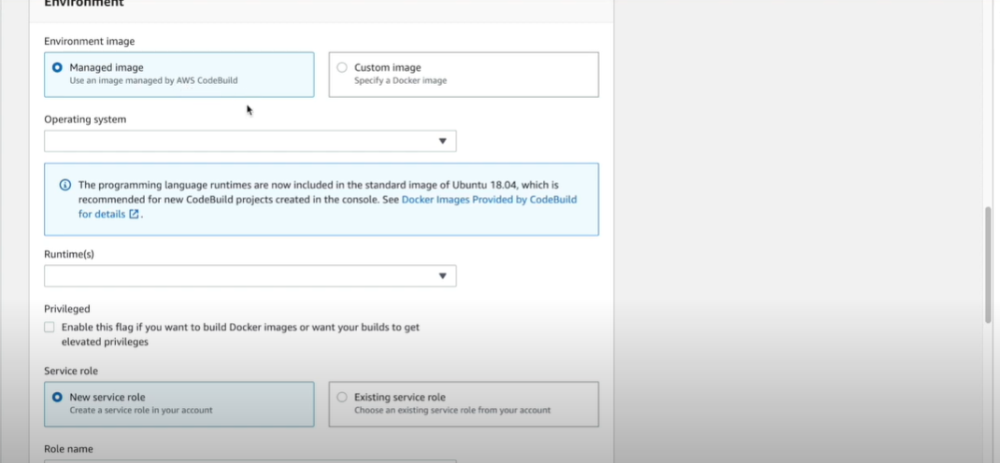 Environment
Environment image
Managed image
Use an image managed by AWS CodeBuild
Custom image
Specify a Docker image
Operating system
The programming language runtimes are now included in the standard image of Ubuntu 18.04, which is
recommended for new CodeBuild projects created in the console. See Docker Images Provided by CodeBuild
for details .
Runtime(s)
Privileged
Enable this flag if you want to build Docker images or want your builds to get
elevated privileges
Service role
New service role
Create a service role in your account
Existing service role
Choose an existing service role from your account
Role name